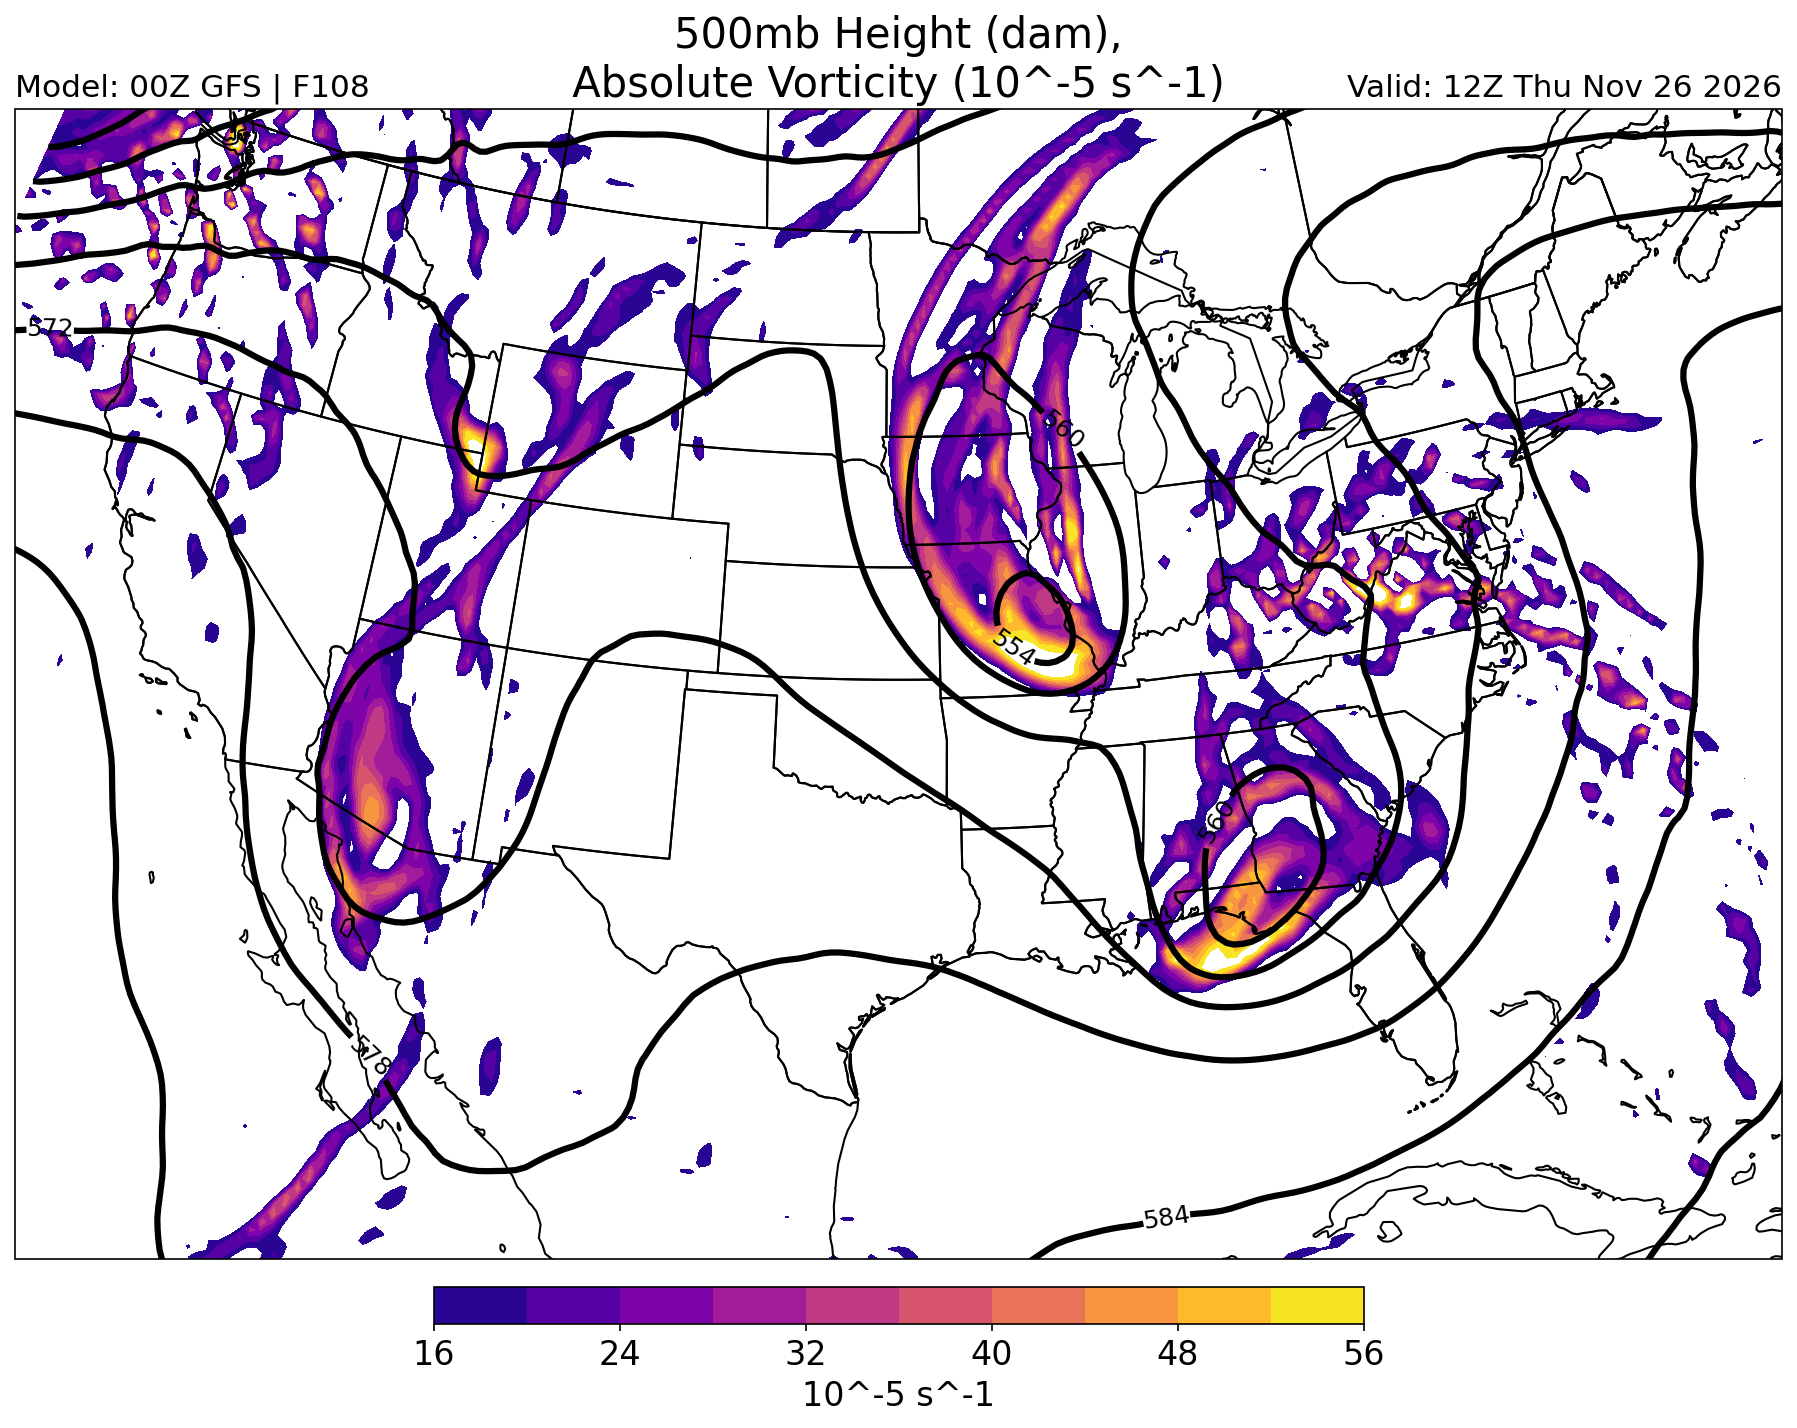 500mb Height (dam),
Model: 00Z GFS | F108
Absolute Vorticity (10^-5 s^-1)
Valid: 12Z Thu Nov 26 2026
572
560
554
560
578
584
16
24
32
40
48
56
10^-5 s^-1